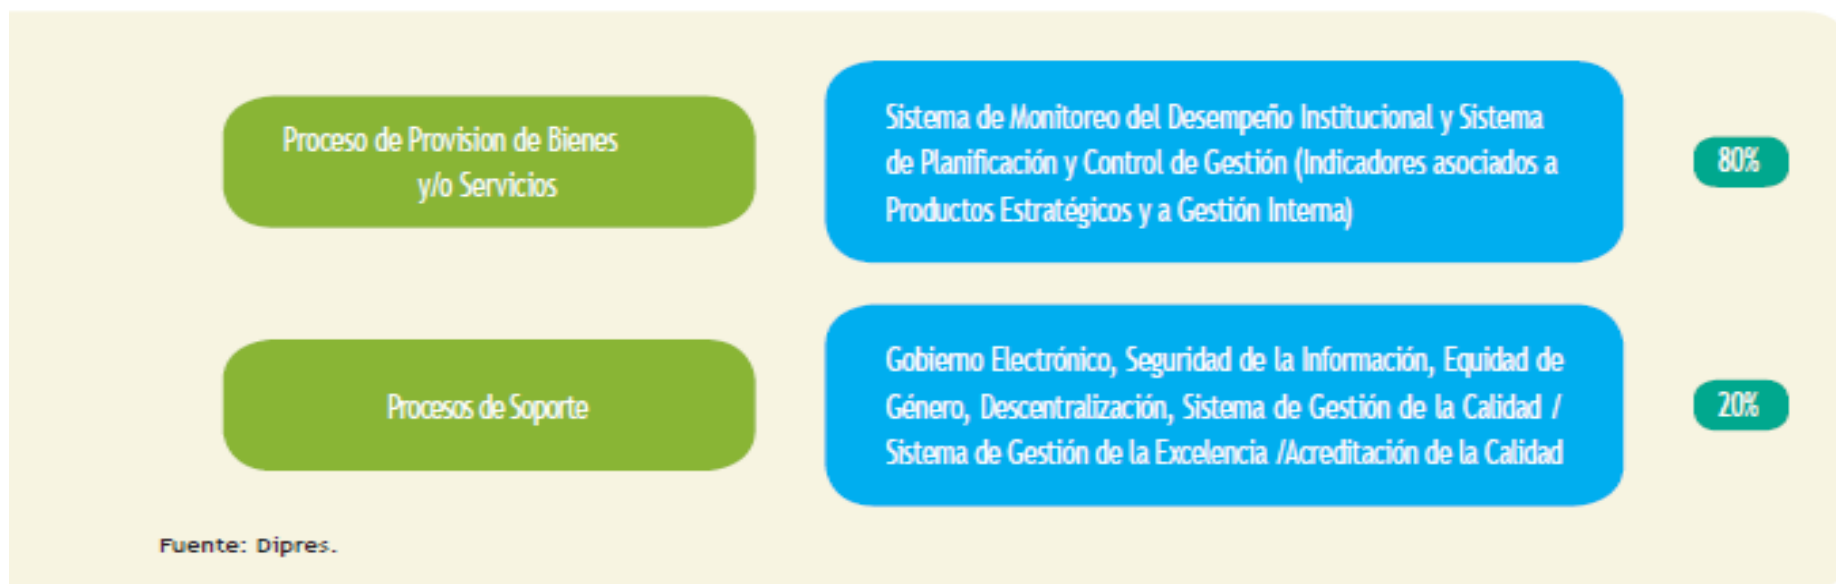 Proceso de Provision de Bienes
y/o Servicios
Sistema de Monitoreo del Desempeño Institucional y Sistema
de Planificación y Control de Gestión (Indicadores asociados a
Productos Estratégicos y a Gestión Interna)
80%
Procesos de Soporte
Gobierno Electrónico, Seguridad de la Información, Equidad de
Género, Descentralización, Sistema de Gestión de la Calidad /
Sistema de Gestión de la Excelencia /Acreditación de la Calidad
20%
Fuente: Dipres.